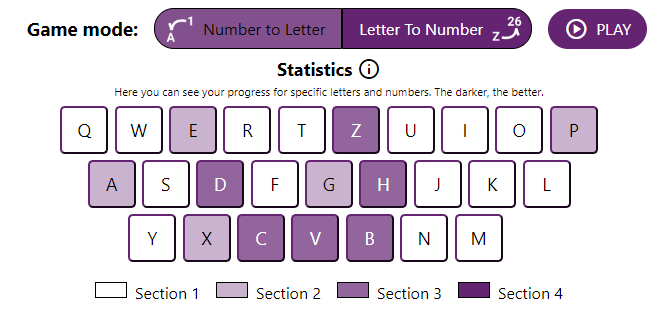 Game mode: 1 A Number to Letter Letter To Number 26 Z PLAY
Statistics i
Here you can see your progress for specific letters and numbers. The darker, the better.
Q W E R T Z U I O P
A S D F G H J K L
Y X C V B N M
Section 1 Section 2 Section 3 Section 4